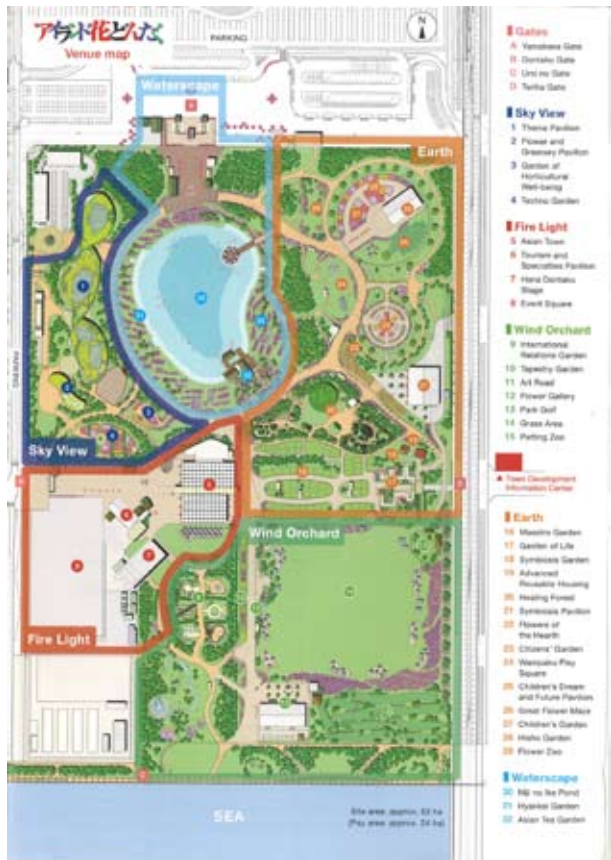 アイランド花どんたく
Venue map
PARKING
N
Waterscape
Earth
PARKING
Sky View
Wind Orchard
Fire Light
SEA
Site area: approx.
(Pay area: approx.
Gates
A Yamakasa Gate
B Dontaku Gate
C Umi no Gate
D Teriha Gate
Sky View
1 Theme Pavilion
2 Flower and
Greenery Pavilion
3 Garden of
Horticultural
Well-being
4 Techno Garden
Fire Light
5 Asian Town
6 Tourism and
Specialties Pavilion
7 Hana Dontaku
Stage
8 Event Square
Wind Orchard
9 International
Relations Garden
10 Tapestry Garden
11 Art Road
12 Flower Gallery
13 Park Golf
14 Grass Area
15 Petting Zoo
▲ Town Development
Information Center
Earth
16 Maestro Garden
17 Garden of Life
18 Symbiosis Garden
19 Advanced
Reusable Housing
20 Healing Forest
21 Symbiosis Pavilion
22 Flowers of
the Hearth
23 Citizens' Garden
24 Wanpaku Play
Square
25 Children's Dream
and Future Pavilion
26 Great Flower Maze
27 Children's Garden
28 Garden
29 Flower Zoo
Waterscape
30 no Ike Pond
31 Garden
32 Asian Tea Garden